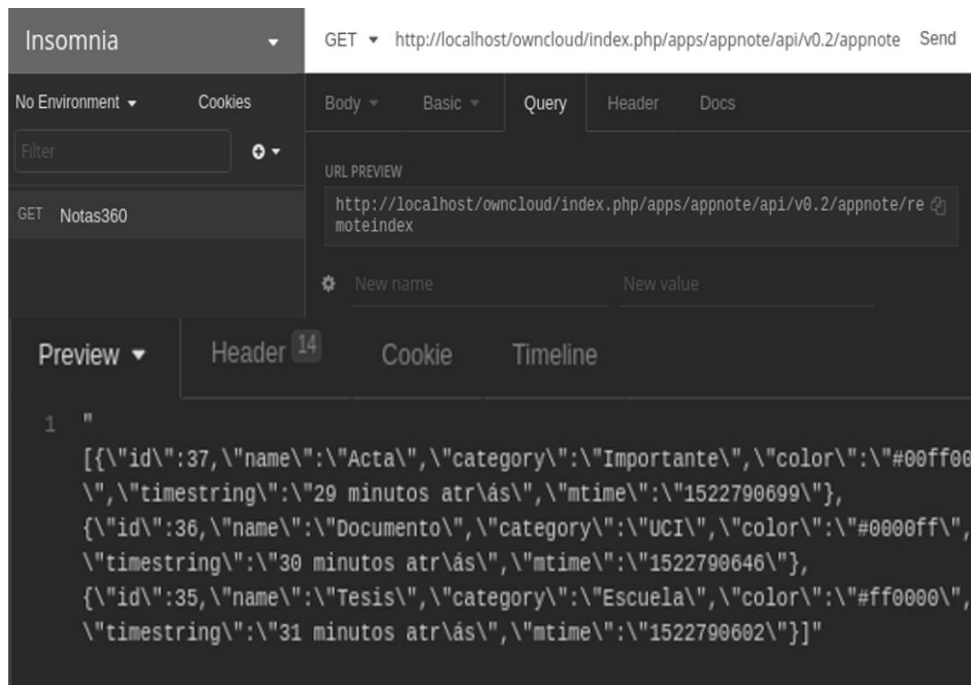 Insomnia
GET http://localhost/owncloud/index.php/apps/appnote/api/v0.2/appnote Send
No Environment Cookies
Body Basic Query Header Docs
Filter
URL PREVIEW
http://localhost/owncloud/index.php/apps/appnote/api/v0.2/appnote/re
moteindex
GET Notas360
New name New value
Preview Header 14 Cookie Timeline
1 "
[{\"id\":37,\"name\":\"Acta\",\"category\":\"Importante\",\"color\":\"#00ff00
\",\"timestring\":\"29 minutos atr\ás\",\"mtime\":\"1522790699\"},
{\"id\":36,\"name\":\"Documento\",\"category\":\"UCI\",\"color\":\"#0000ff\",
\"timestring\":\"30 minutos atr\ás\",\"mtime\":\"1522790646\"},
{\"id\":35,\"name\":\"Tesis\",\"category\":\"Escuela\",\"color\":\"#ff0000\",
\"timestring\":\"31 minutos atr\ás\",\"mtime\":\"1522790602\"}]"